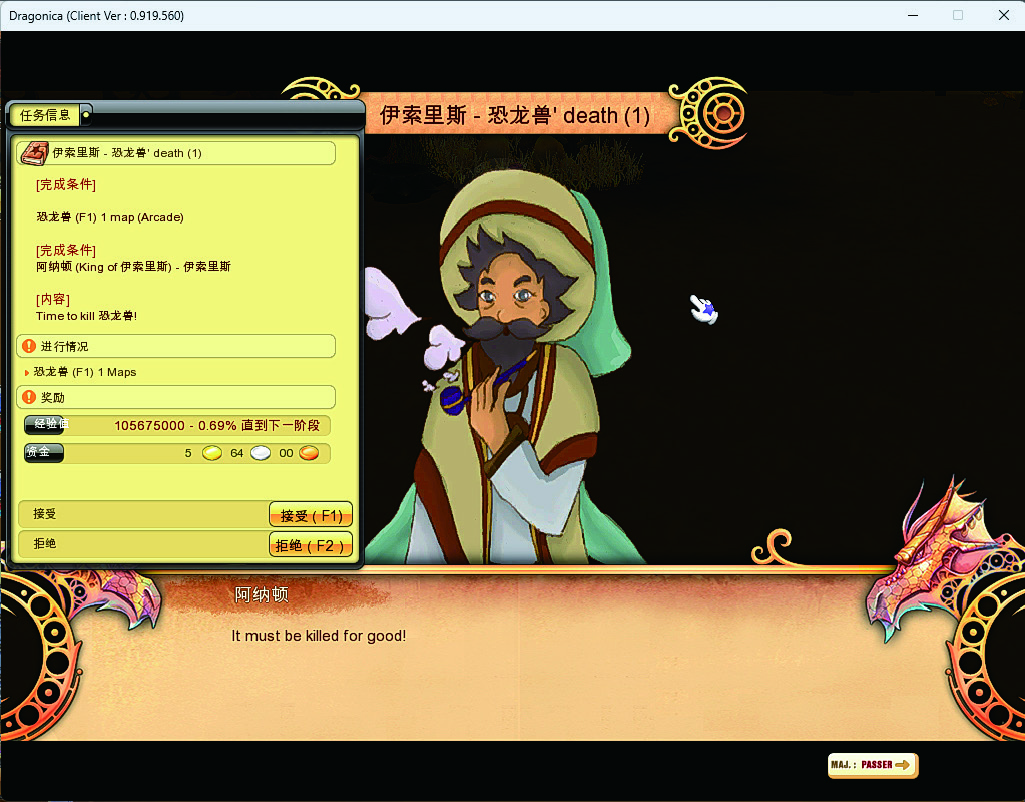 Dragonica (Client Ver : 0.919.560)
伊索里斯 - 恐龙兽' death (1)
任务信息
伊索里斯 - 恐龙兽' death (1)
[完成条件]
恐龙兽 (F1) 1 map (Arcade)
[完成条件]
阿纳顿 (King of 伊索里斯) - 伊索里斯
[内容]
Time to kill 恐龙兽!
进行情况
恐龙兽 (F1) 1 Maps
奖励
经验值 105675000 - 0.69% 直到下一阶段
资金 5 64 00
接受 接受 ( F1)
拒绝 拒绝 ( F2 )
阿纳顿
It must be killed for good!
MAJ. : PASSER